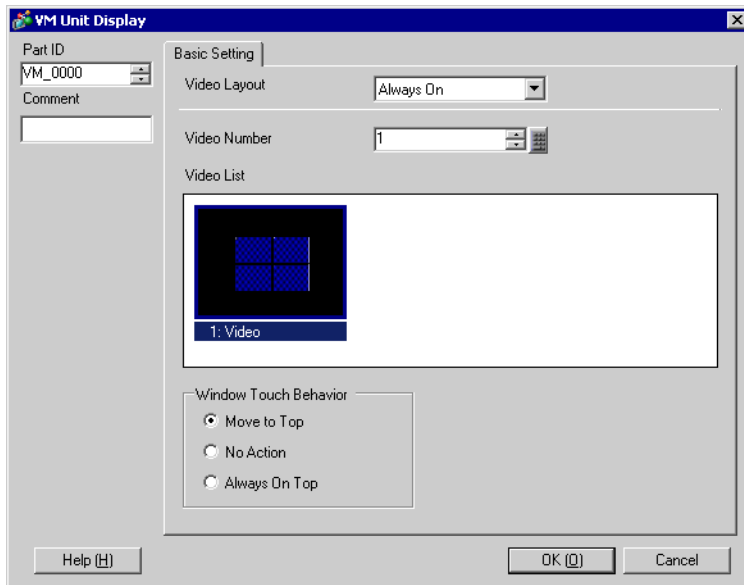 VM Unit Display
Part ID
VM_0000
Comment
Basic Setting
Video Layout
Always On
Video Number
1
Video List
1: Video
Window Touch Behavior
Move to Top
No Action
Always On Top
Help (H)
OK (O)
Cancel